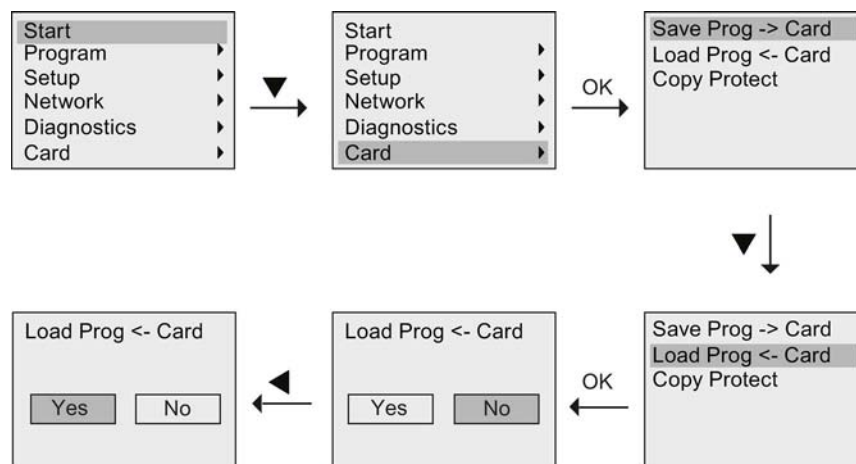 Start
Program
Setup
Network
Diagnostics
Card
Start
Program
Setup
Network
Diagnostics
Card
OK
Save Prog -> Card
Load Prog <- Card
Copy Protect
Save Prog -> Card
Load Prog <- Card
Copy Protect
OK
Load Prog <- Card
Yes No
Load Prog <- Card
Yes No